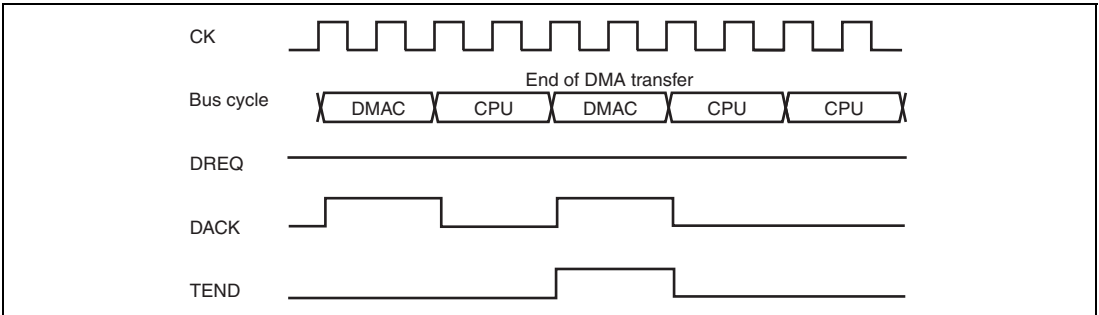 CK
End of DMA transfer
Bus cycle
DMAC CPU DMAC CPU CPU
DREQ
DACK
TEND